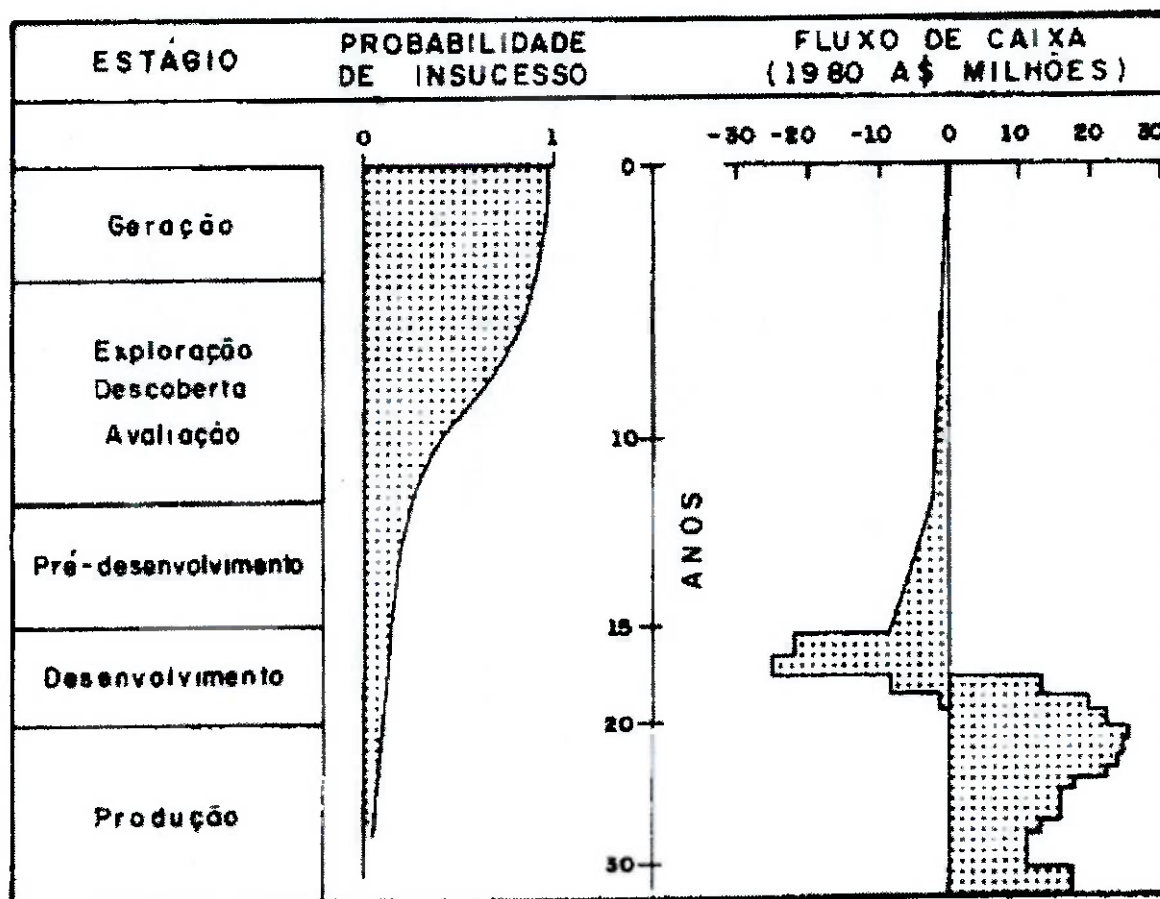 ESTÁGIO
PROBABILIDADE
DE INSUCESSO
FLUXO DE CAIXA
(1980 A$ MILHÕES)
0 1
-30 -20 -10 0 10 20 30
0
Geração
Exploração
Descoberta
Avaliação
10
ANOS
Pré-desenvolvimento
15
Desenvolvimento
20
Produção
30